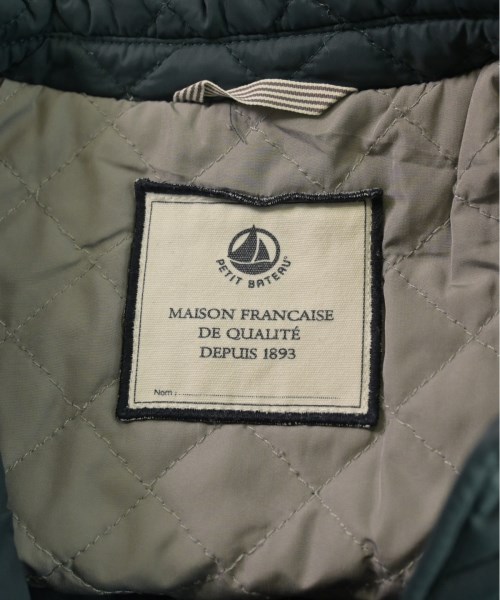 PETIT BATEAU
MAISON FRANCAISE
DE QUALITÉ
DEPUIS 1893
Nom :